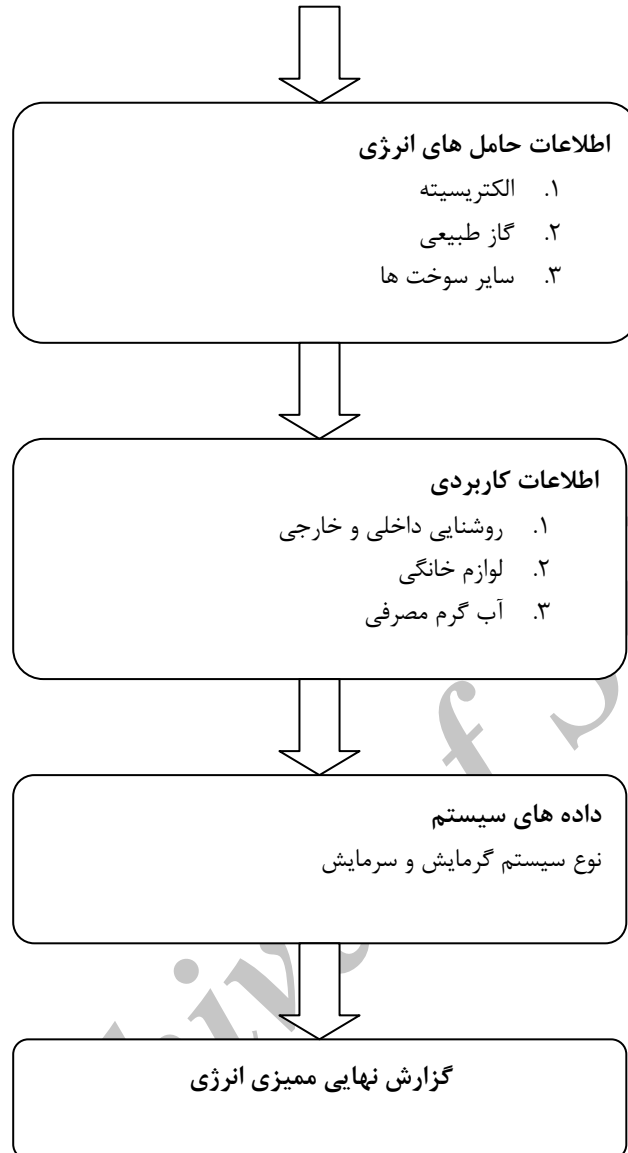 اطلاعات حامل های انرژی
۱. الکتریسیته
۲. گاز طبیعی
۳. سایر سوخت ها
اطلاعات کاربردی
۱. روشنایی داخلی و خارجی
۲. لوازم خانگی
۳. آب گرم مصرفی
داده های سیستم
نوع سیستم گرمایش و سرمایش
گزارش نهایی ممیزی انرژی